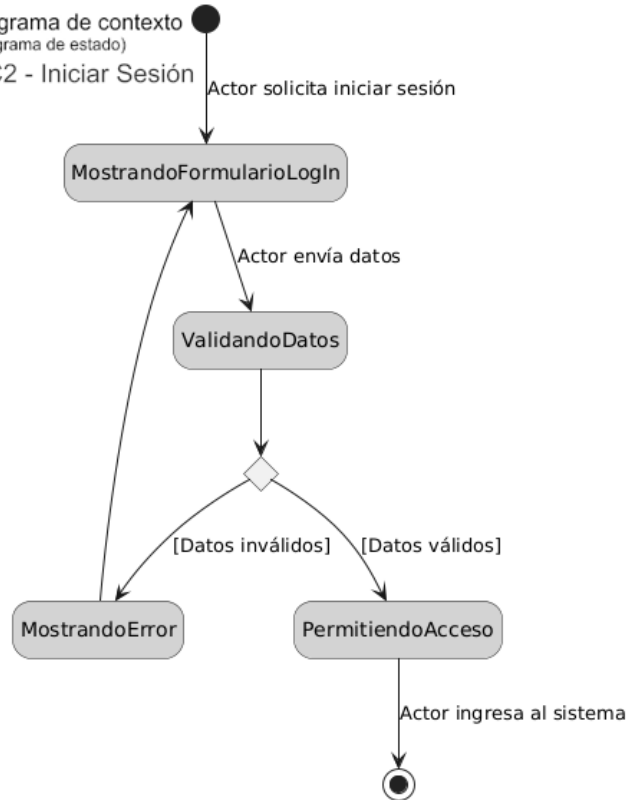 grama de contexto
grama de estado)
C2 - Iniciar Sesión
Actor solicita iniciar sesión
MostrandoFormularioLogIn
Actor envía datos
ValidandoDatos
[Datos inválidos]
[Datos válidos]
MostrandoError
PermitiendoAcceso
Actor ingresa al sistema